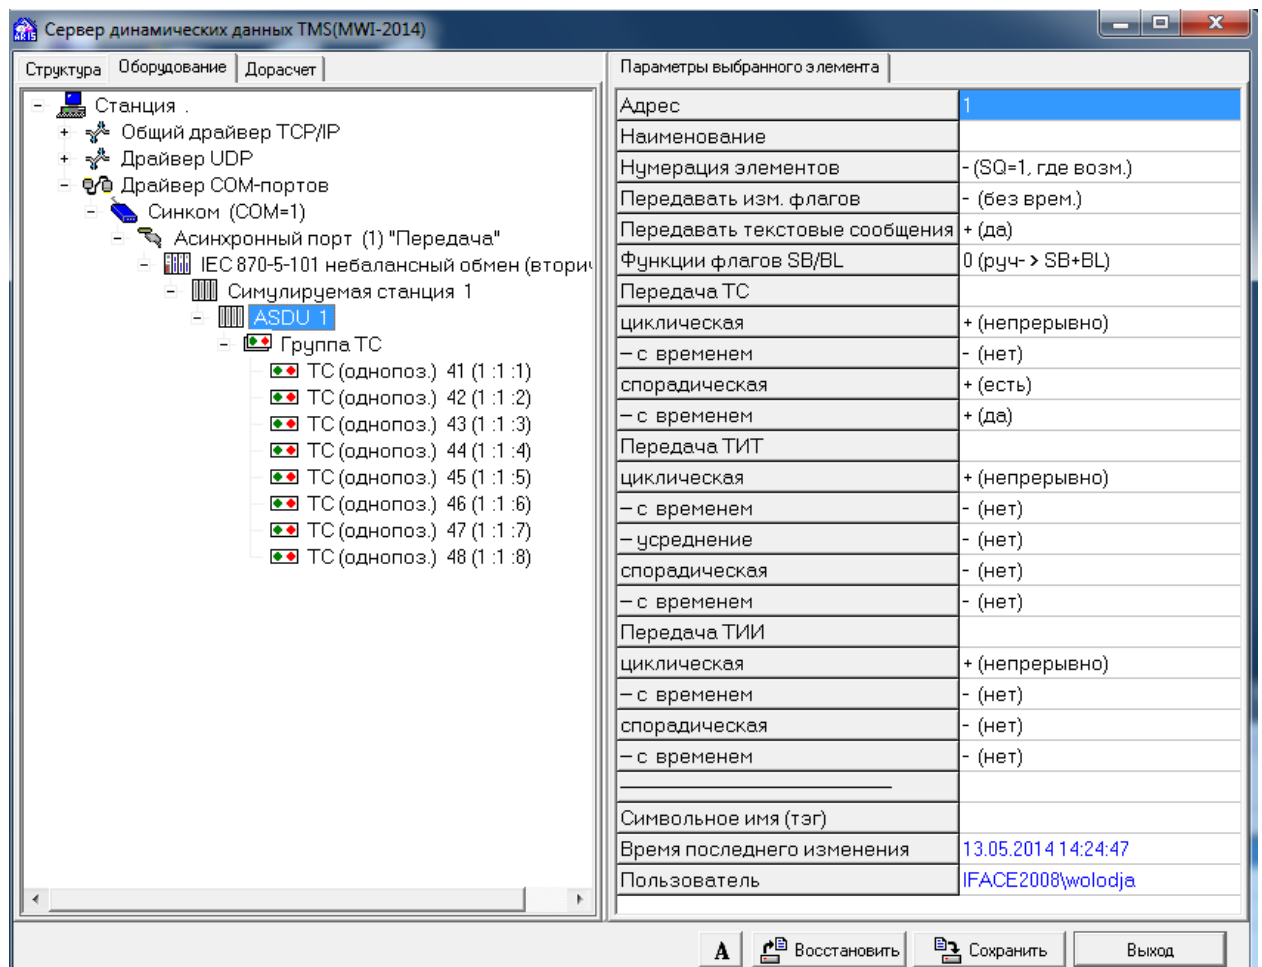 Сервер динамических данных TMS(MWI-2014)
Структура Оборудование Дорасчет
Станция .
Общий драйвер TCP/IP
Драйвер UDP
Драйвер COM-портов
Синком (COM=1)
Асинхронный порт (1) "Передача"
IEC 870-5-101 небалансный обмен (втори
Симулируемая станция 1
ASDU 1
Группа ТС
ТС (однопоз.) 41 (1 :1 :1)
ТС (однопоз.) 42 (1 :1 :2)
ТС (однопоз.) 43 (1 :1 :3)
ТС (однопоз.) 44 (1 :1 :4)
ТС (однопоз.) 45 (1 :1 :5)
ТС (однопоз.) 46 (1 :1 :6)
ТС (однопоз.) 47 (1 :1 :7)
ТС (однопоз.) 48 (1 :1 :8)
Параметры выбранного элемента
Адрес 1
Наименование
Нумерация элементов - (SQ=1, где возм.)
Передавать изм. флагов - (без врем.)
Передавать текстовые сообщения + (да)
Функции флагов SB/BL 0 (руч-> SB+BL)
Передача ТС
циклическая + (непрерывно)
– с временем - (нет)
спорадическая + (есть)
– с временем + (да)
Передача ТИТ
циклическая + (непрерывно)
– с временем - (нет)
– усреднение - (нет)
спорадическая - (нет)
– с временем - (нет)
Передача ТИИ
циклическая + (непрерывно)
– с временем - (нет)
спорадическая - (нет)
– с временем - (нет)
Символьное имя (тэг)
Время последнего изменения 13.05.2014 14:24:47
Пользователь IFACE2008\wolodja
A Восстановить Сохранить Выход